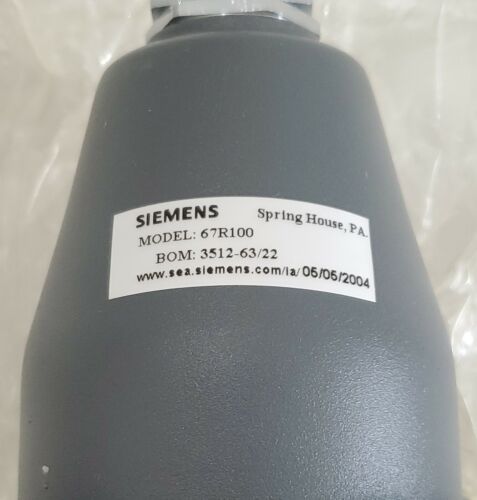 SIEMENS Spring House, PA.
MODEL: 67R100
BOM: 3512-63/22
www.sea.siemens.com/ia/ 05/05/2004